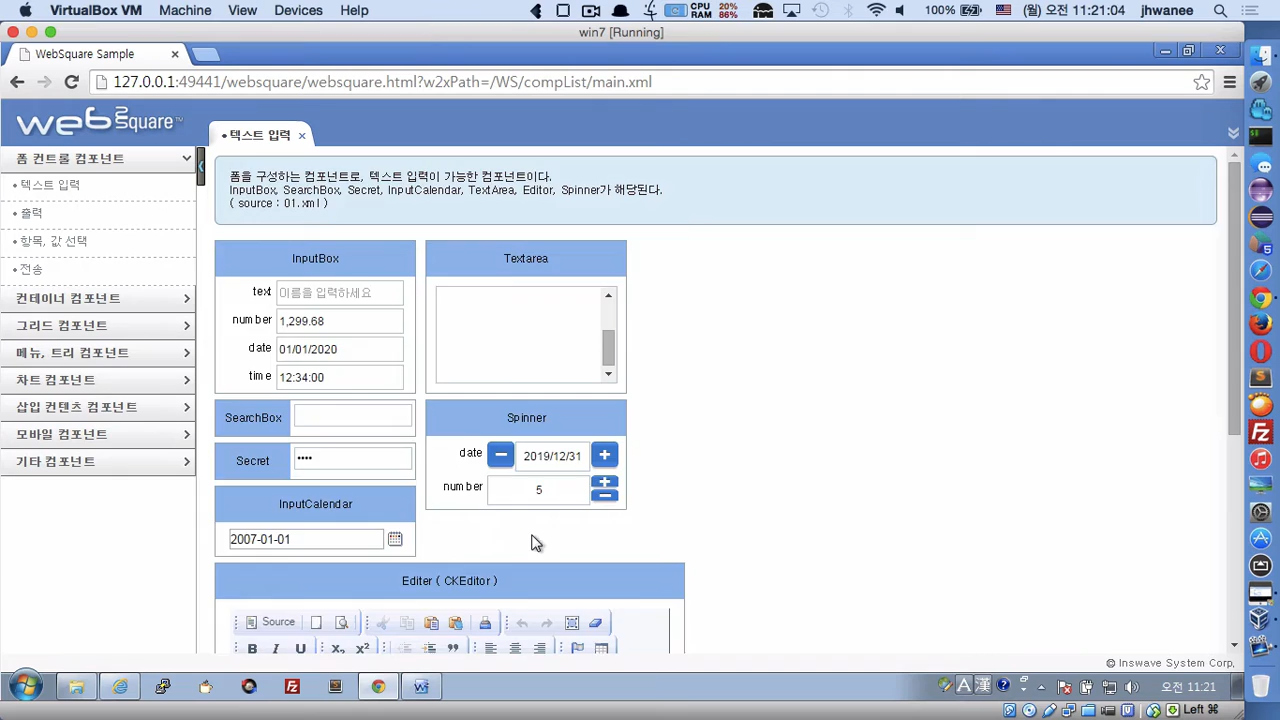 VirtualBox VM Machine View Devices Help CPU RAM 20% 86% 100% (월) 오전 11:21:04 jhwanee
win7 [Running]
WebSquare Sample
127.0.0.1:49441/websquare/websquare.html?w2xPath=/WS/cmpList/main.xml
web2Square™
• 텍스트 입력 ×
폼 컨트롤 컴포넌트
• 텍스트 입력
• 출력
• 항목, 값 선택
• 전송
컨테이너 컴포넌트
그리드 컴포넌트
메뉴, 트리 컴포넌트
차트 컴포넌트
삽입 컨텐츠 컴포넌트
모바일 컴포넌트
기타 컴포넌트
폼을 구성하는 컴포넌트로, 텍스트 입력이 가능한 컴포넌트이다.
InputBox, SearchBox, Secret, InputCalendar, TextArea, Editor, Spinner가 해당된다.
( source : 01.xml )
InputBox
text 이름을 입력하세요
number 1,299.68
date 01/01/2020
time 12:34:00
SearchBox
Secret ••••
InputCalendar
2007-01-01
Textarea
Spinner
date 2019/12/31
number 5
Editer ( CKEditor )
Source
B I U x₂ x²
© Inswave System Corp,
A 漢 오전 11:21
Left ⌘